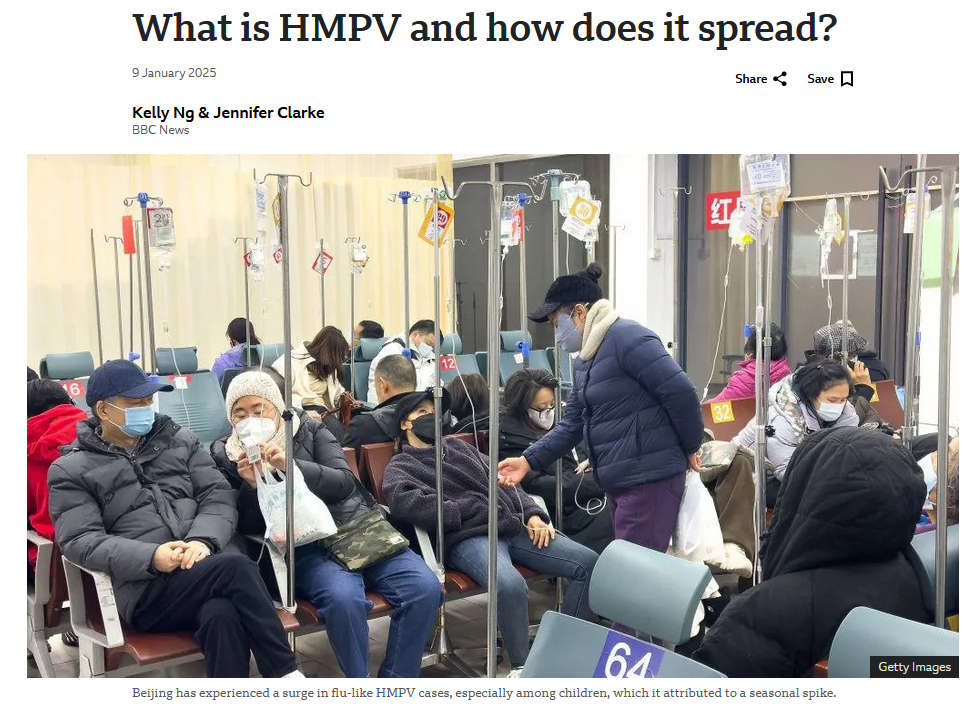 What is HMPV and how does it spread?
9 January 2025
Share
Save
Kelly Ng & Jennifer Clarke
BBC News
红
16
12
32
64
Getty Images
Beijing has experienced a surge in flu-like HMPV cases, especially among children, which it attributed to a seasonal spike.